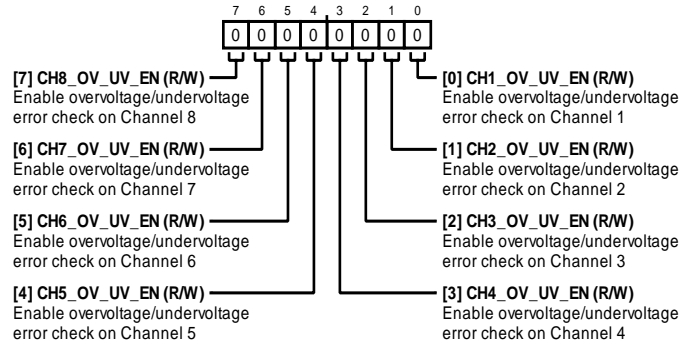 7 6 5 4 3 2 1 0
0 0 0 0 0 0 0 0
[7] CH8_OV_UV_EN (R/W)
Enable overvoltage/undervoltage
error check on Channel 8
[6] CH7_OV_UV_EN (R/W)
Enable overvoltage/undervoltage
error check on Channel 7
[5] CH6_OV_UV_EN (R/W)
Enable overvoltage/undervoltage
error check on Channel 6
[4] CH5_OV_UV_EN (R/W)
Enable overvoltage/undervoltage
error check on Channel 5
[0] CH1_OV_UV_EN (R/W)
Enable overvoltage/undervoltage
error check on Channel 1
[1] CH2_OV_UV_EN (R/W)
Enable overvoltage/undervoltage
error check on Channel 2
[2] CH3_OV_UV_EN (R/W)
Enable overvoltage/undervoltage
error check on Channel 3
[3] CH4_OV_UV_EN (R/W)
Enable overvoltage/undervoltage
error check on Channel 4